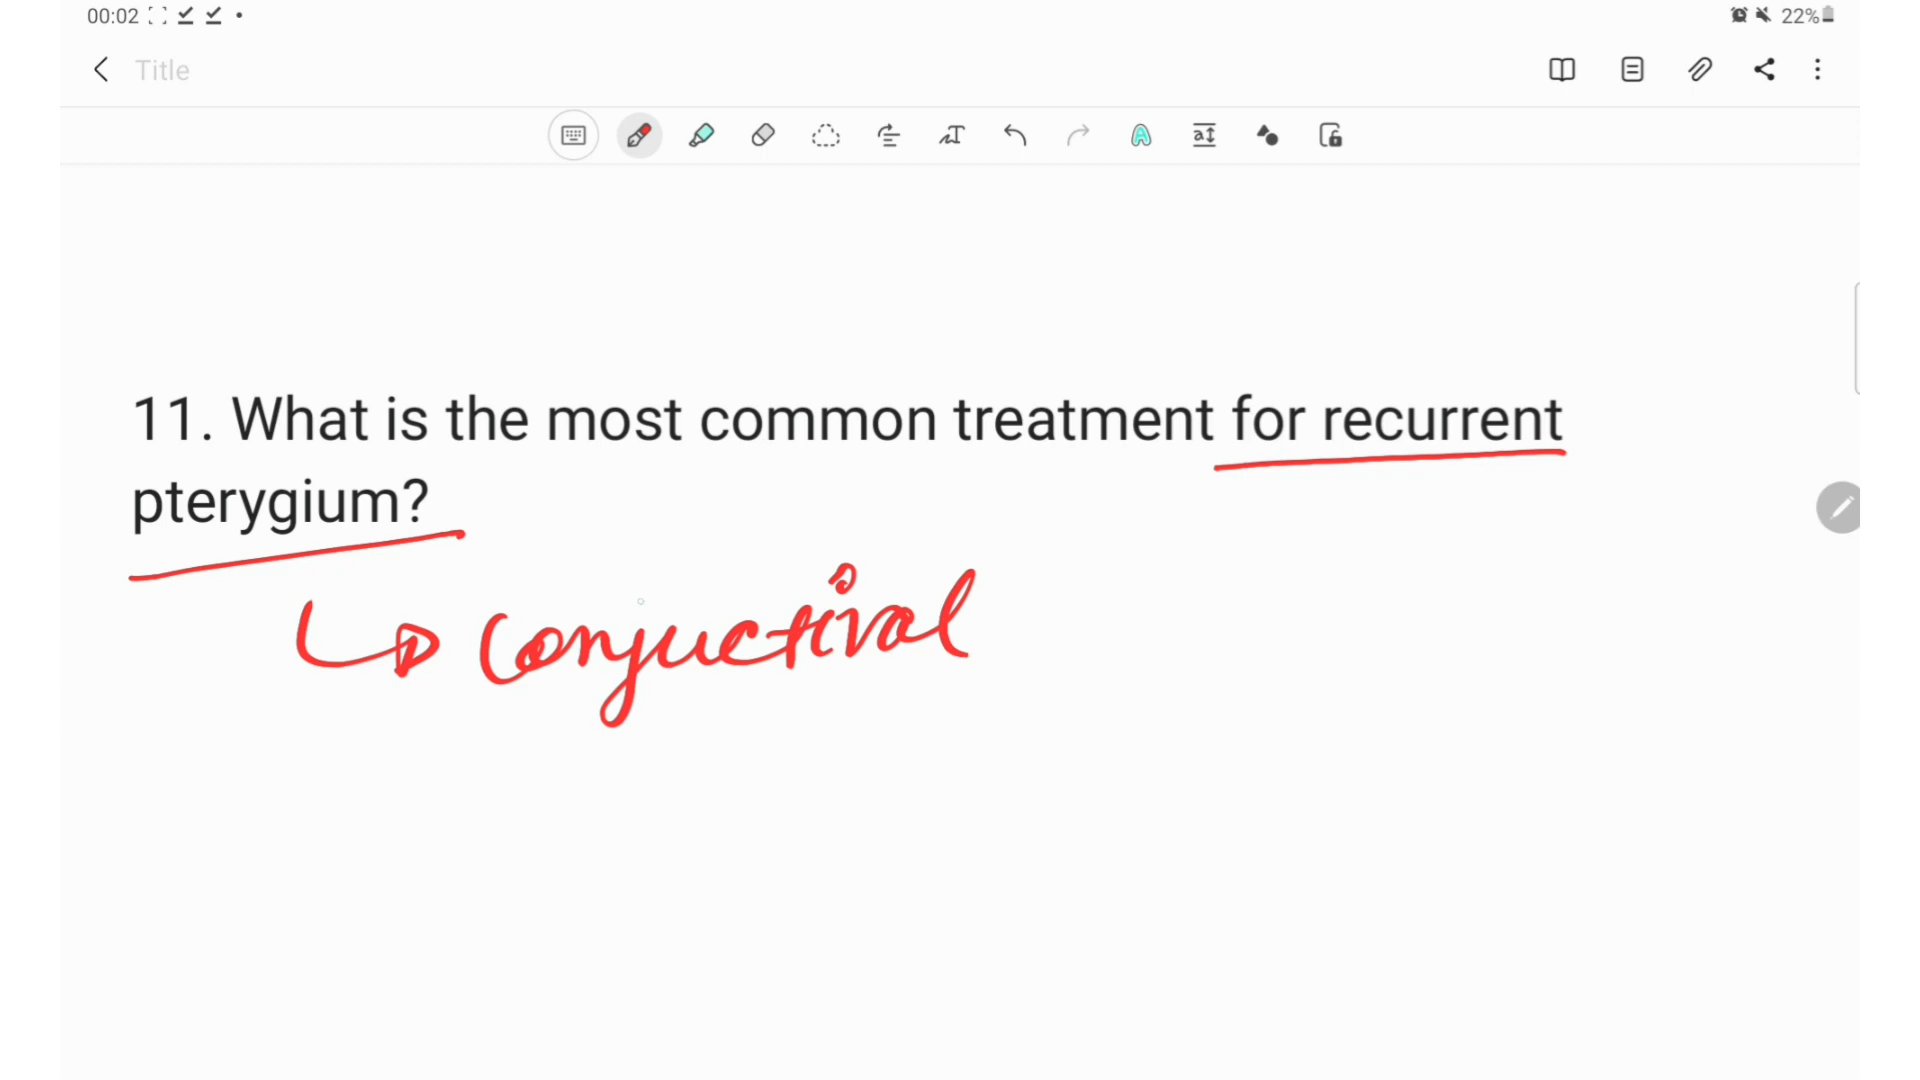 00:02
22%
Title
11. What is the most common treatment for recurrent
pterygium?
conjuctival